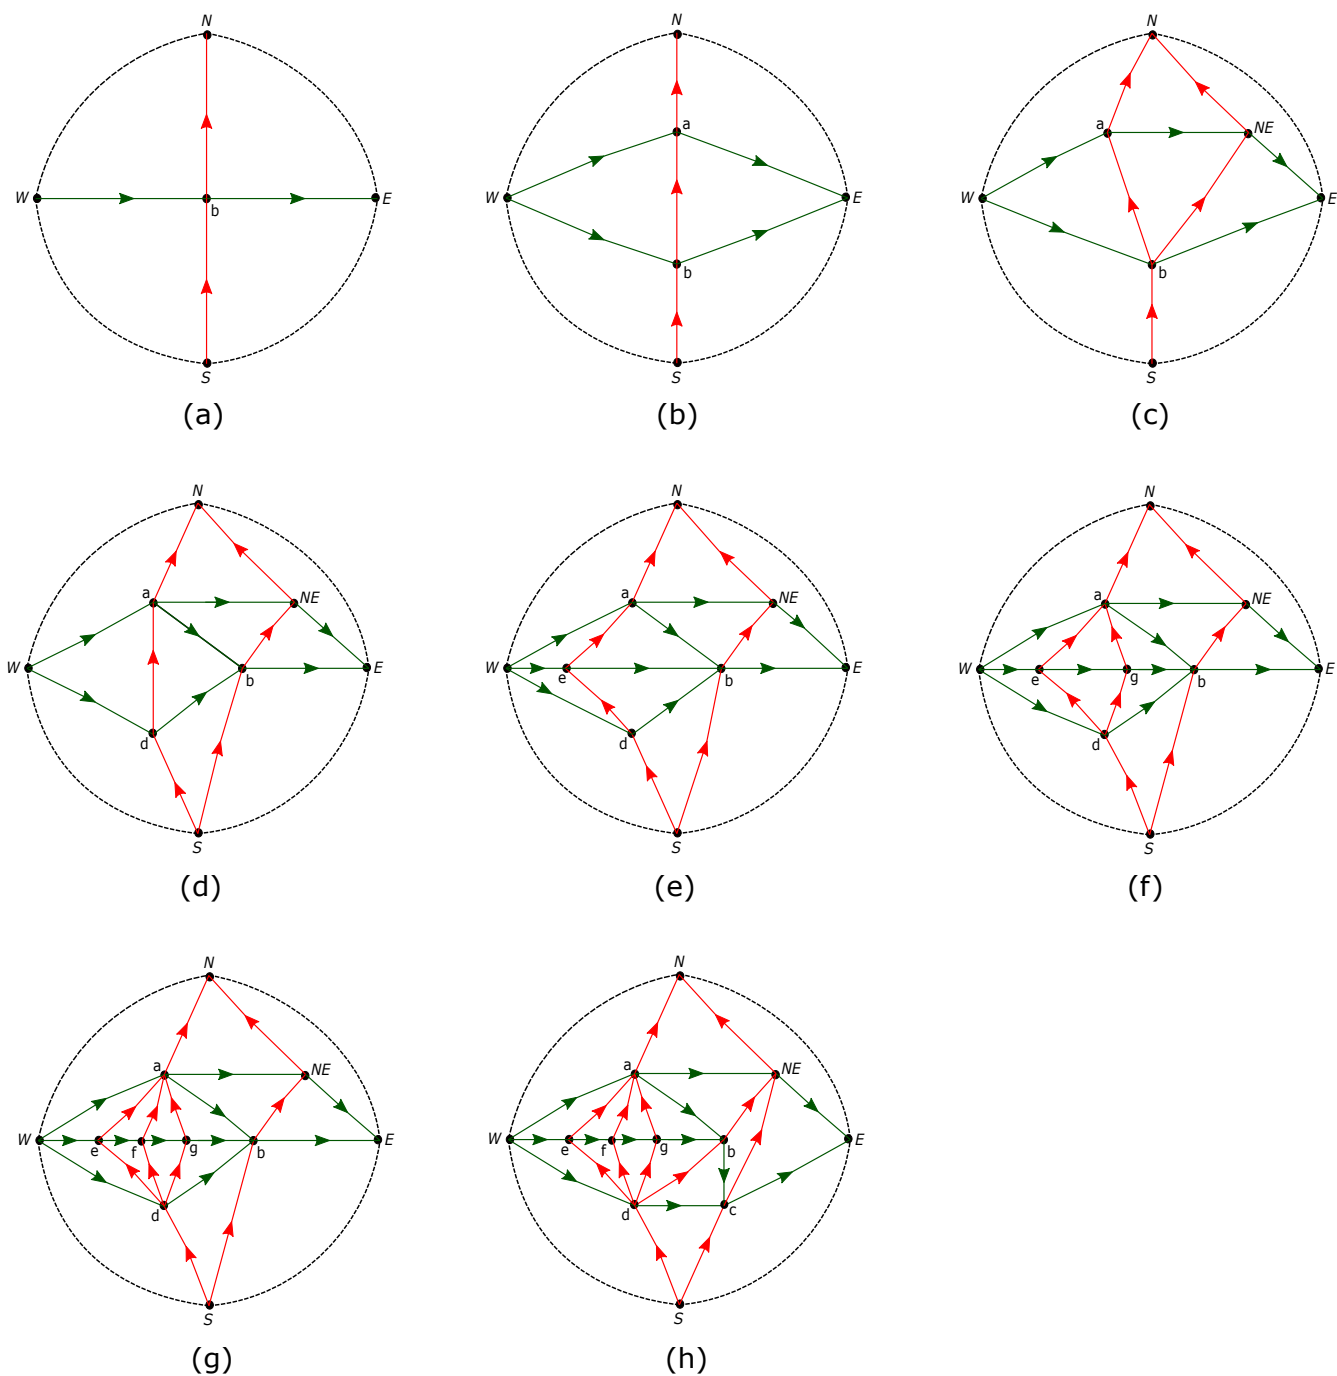 N N N
a a NE
W b E W E W E
b b
S S S
(a) (b) (c)
N N N
a NE a NE a NE
W b E W e b E W e g b E
d d d
S S S
(d) (e) (f)
N N
a NE a NE
W e f g b E W e f g b E
d d c
S S
(g) (h)